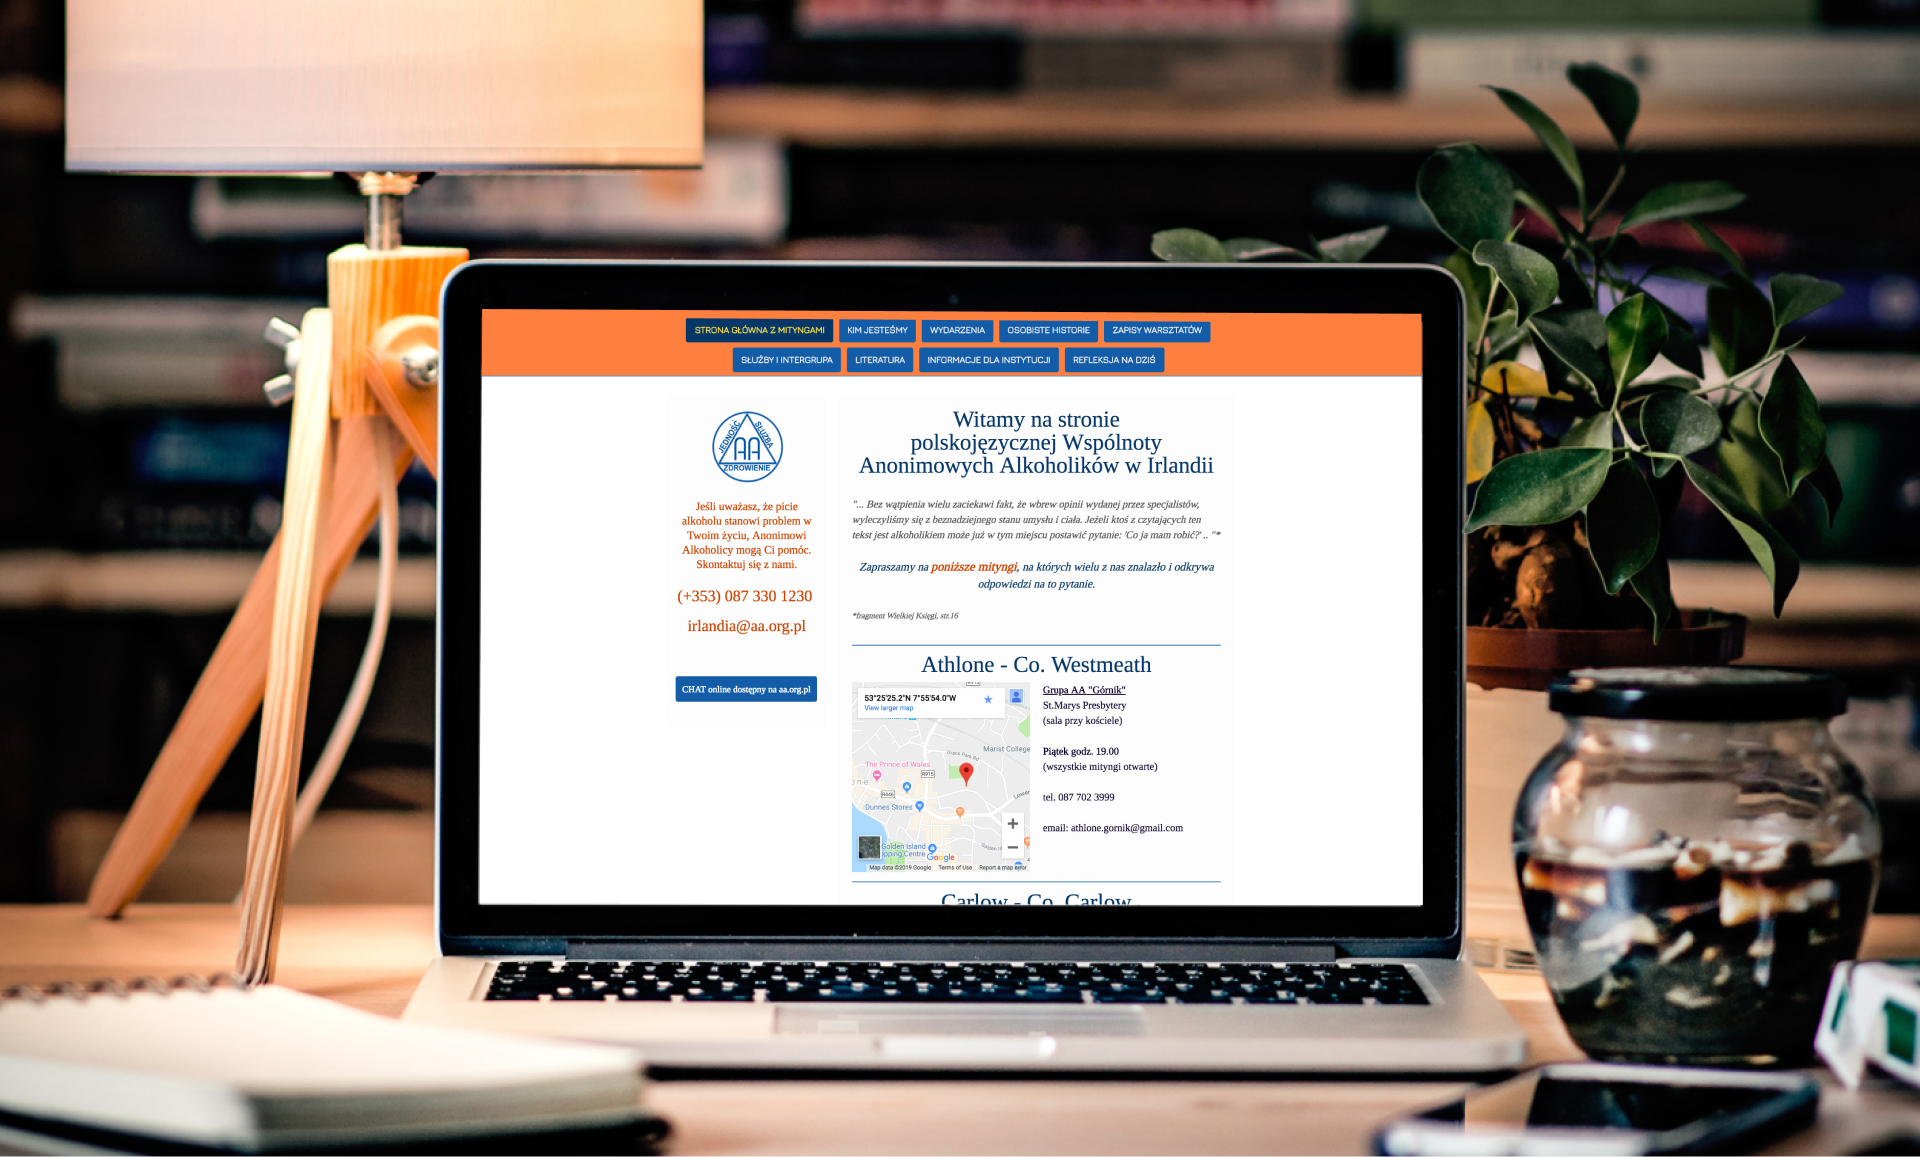 STRONA GŁÓWNA Z MITYNGAMI
KIM JESTEŚMY
WYDARZENIA
OSOBISTE HISTORIE
ZAPISY WARSZTATÓW
SŁUŻBY I INTERGRUPA
LITERATURA
INFORMACJE DLA INSTYTUCJI
REFLEKSJA NA DZIŚ
JEDNOŚĆ
SŁUŻBA
AA
ZDROWIENIE
Jeśli uważasz, że picie
alkoholu stanowi problem w
Twoim życiu, Anonimowi
Alkoholicy mogą Ci pomóc.
Skontaktuj się z nami.
(+353) 087 330 1230
irlandia@aa.org.pl
CHAT online dostępny na aa.org.pl
Witamy na stronie
polskojęzycznej Wspólnoty
Anonimowych Alkoholików w Irlandii
"... Bez wątpienia wielu zaciekawi fakt, że wbrew opinii wydanej przez specjalistów,
wyleczyliśmy się z beznadziejnego stanu umysłu i ciała. Jeżeli ktoś z czytających ten
tekst jest alkoholikiem może już w tym miejscu postawić pytanie: 'Co ja mam robić?' .. "*
Zapraszamy na poniższe mityngi, na których wielu z nas znalazło i odkrywa
odpowiedzi na to pytanie.
*fragment Wielkiej Księgi, str.16
Athlone - Co. Westmeath
53°25'25.2"N 7°55'54.0"W
View larger map
Marist College
Grace Park Rd
The Prince of Wales
R915
one
R446
Lower
Dunnes Stores
Golden Island
pping Centre
Google
Map data ©2019 Google
Terms of Use
Report a map error
Grupa AA "Górnik"
St.Marys Presbytery
(sala przy kościele)
Piątek godz. 19.00
(wszystkie mityngi otwarte)
tel. 087 702 3999
email: athlone.gornik@gmail.com
Carlow - Co. Carlow